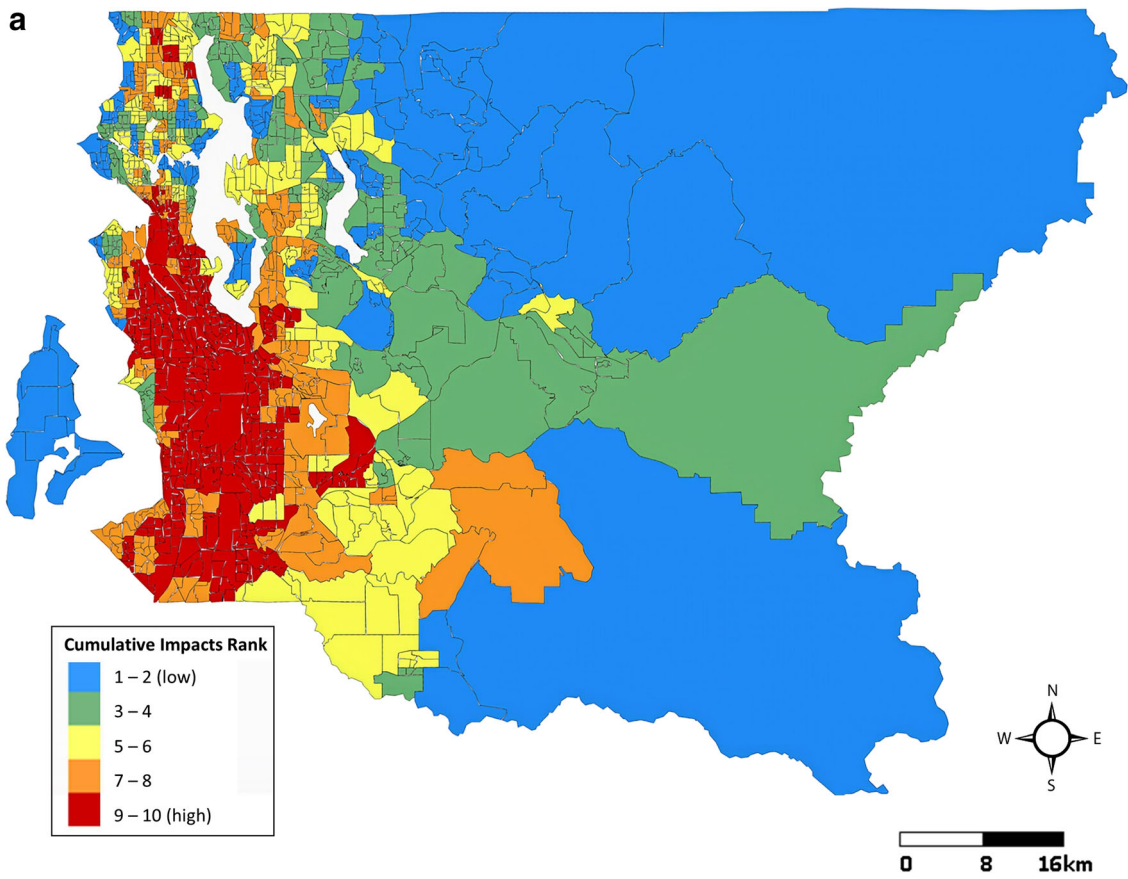 a
Cumulative Impacts Rank
1 – 2 (low)
3 – 4
5 – 6
7 – 8
9 – 10 (high)
N
W E
S
0 8 16km